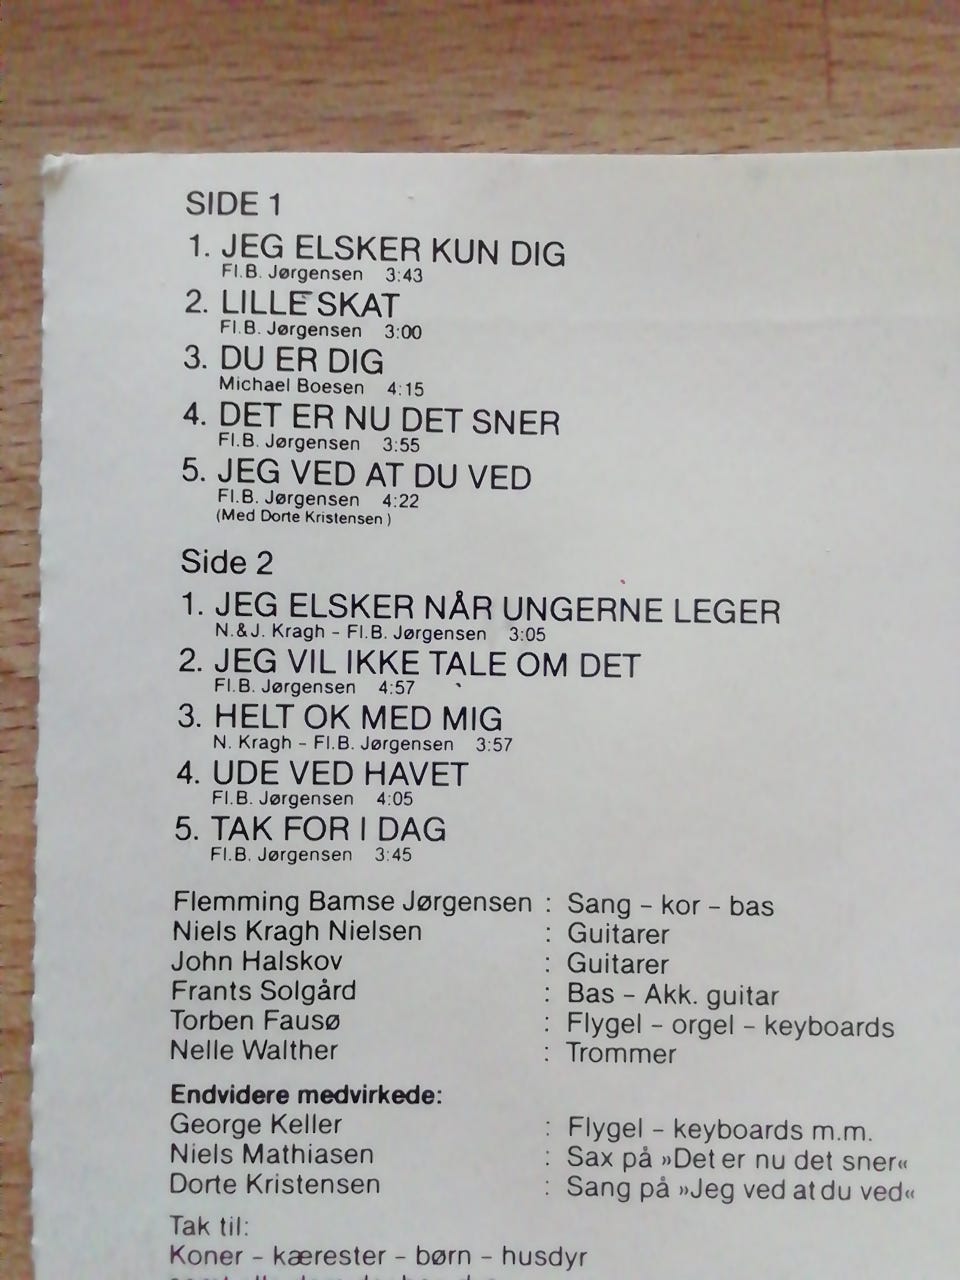 SIDE 1
1. JEG ELSKER KUN DIG
Fl.B. Jørgensen 3:43
2. LILLE SKAT
Fl.B. Jørgensen 3:00
3. DU ER DIG
Michael Boesen 4:15
4. DET ER NU DET SNER
Fl.B. Jørgensen 3:55
5. JEG VED AT DU VED
Fl.B. Jørgensen 4:22
(Med Dorte Kristensen)
Side 2
1. JEG ELSKER NÅR UNGERNE LEGER
N.&J. Kragh – Fl.B. Jørgensen 3:05
2. JEG VIL IKKE TALE OM DET
Fl.B. Jørgensen 4:57
3. HELT OK MED MIG
N. Kragh – Fl.B. Jørgensen 3:57
4. UDE VED HAVET
Fl.B. Jørgensen 4:05
5. TAK FOR I DAG
Fl.B. Jørgensen 3:45
Flemming Bamse Jørgensen : Sang – kor – bas
Niels Kragh Nielsen : Guitarer
John Halskov : Guitarer
Frants Solgård : Bas – Akk. guitar
Torben Fausø : Flygel – orgel – keyboards
Nelle Walther : Trommer
Endvidere medvirkede:
George Keller : Flygel – keyboards m.m.
Niels Mathiasen : Sax på »Det er nu det sner«
Dorte Kristensen : Sang på »Jeg ved at du ved«
Tak til:
Koner – kærester – børn – husdyr